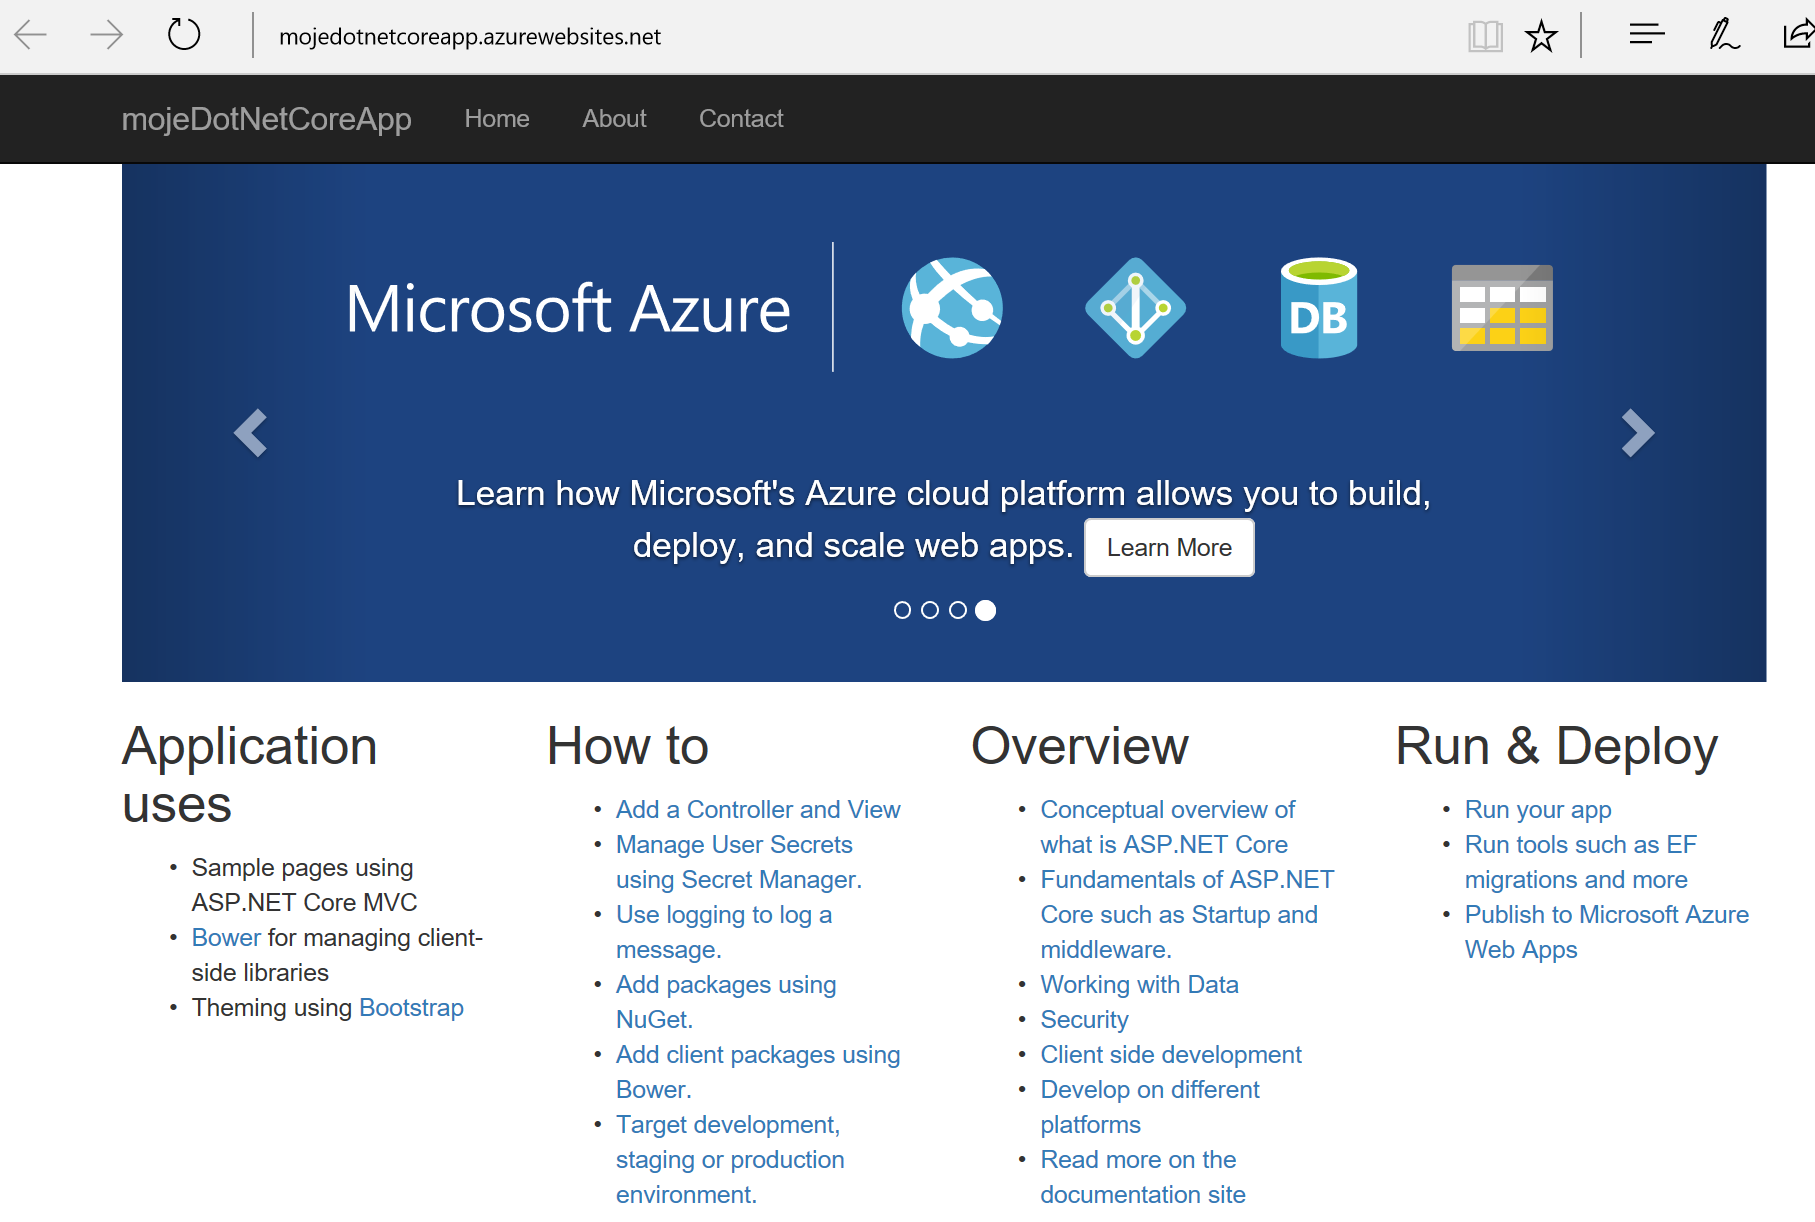 mojedotnetcoreapp.azurewebsites.net
mojeDotNetCoreApp Home About Contact
Microsoft Azure
DB
Learn how Microsoft's Azure cloud platform allows you to build,
deploy, and scale web apps. Learn More
Application
uses
• Sample pages using
ASP.NET Core MVC
• Bower for managing client-
side libraries
• Theming using Bootstrap
How to
• Add a Controller and View
• Manage User Secrets
using Secret Manager.
• Use logging to log a
message.
• Add packages using
NuGet.
• Add client packages using
Bower.
• Target development,
staging or production
environment.
Overview
• Conceptual overview of
what is ASP.NET Core
• Fundamentals of ASP.NET
Core such as Startup and
middleware.
• Working with Data
• Security
• Client side development
• Develop on different
platforms
• Read more on the
documentation site
Run & Deploy
• Run your app
• Run tools such as EF
migrations and more
• Publish to Microsoft Azure
Web Apps